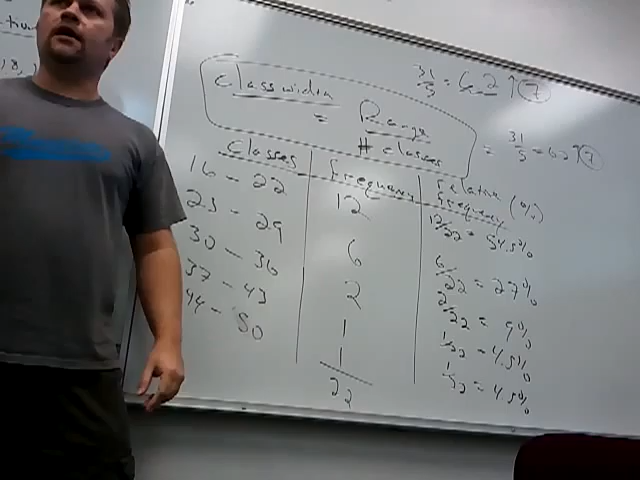 18,
31/5 = 6.2 ↑ 7
Class width = Range / # classes
= 31/5 = 6.2 ↑ 7
Classes frequency Relative frequency (%)
16 - 22 12 12/22 = 54.5%
23 - 29 6 6/22 = 27%
30 - 36 2 2/22 = 9%
37 - 43 1 1/22 = 4.5%
44 - 50 1 1/22 = 4.5%
22